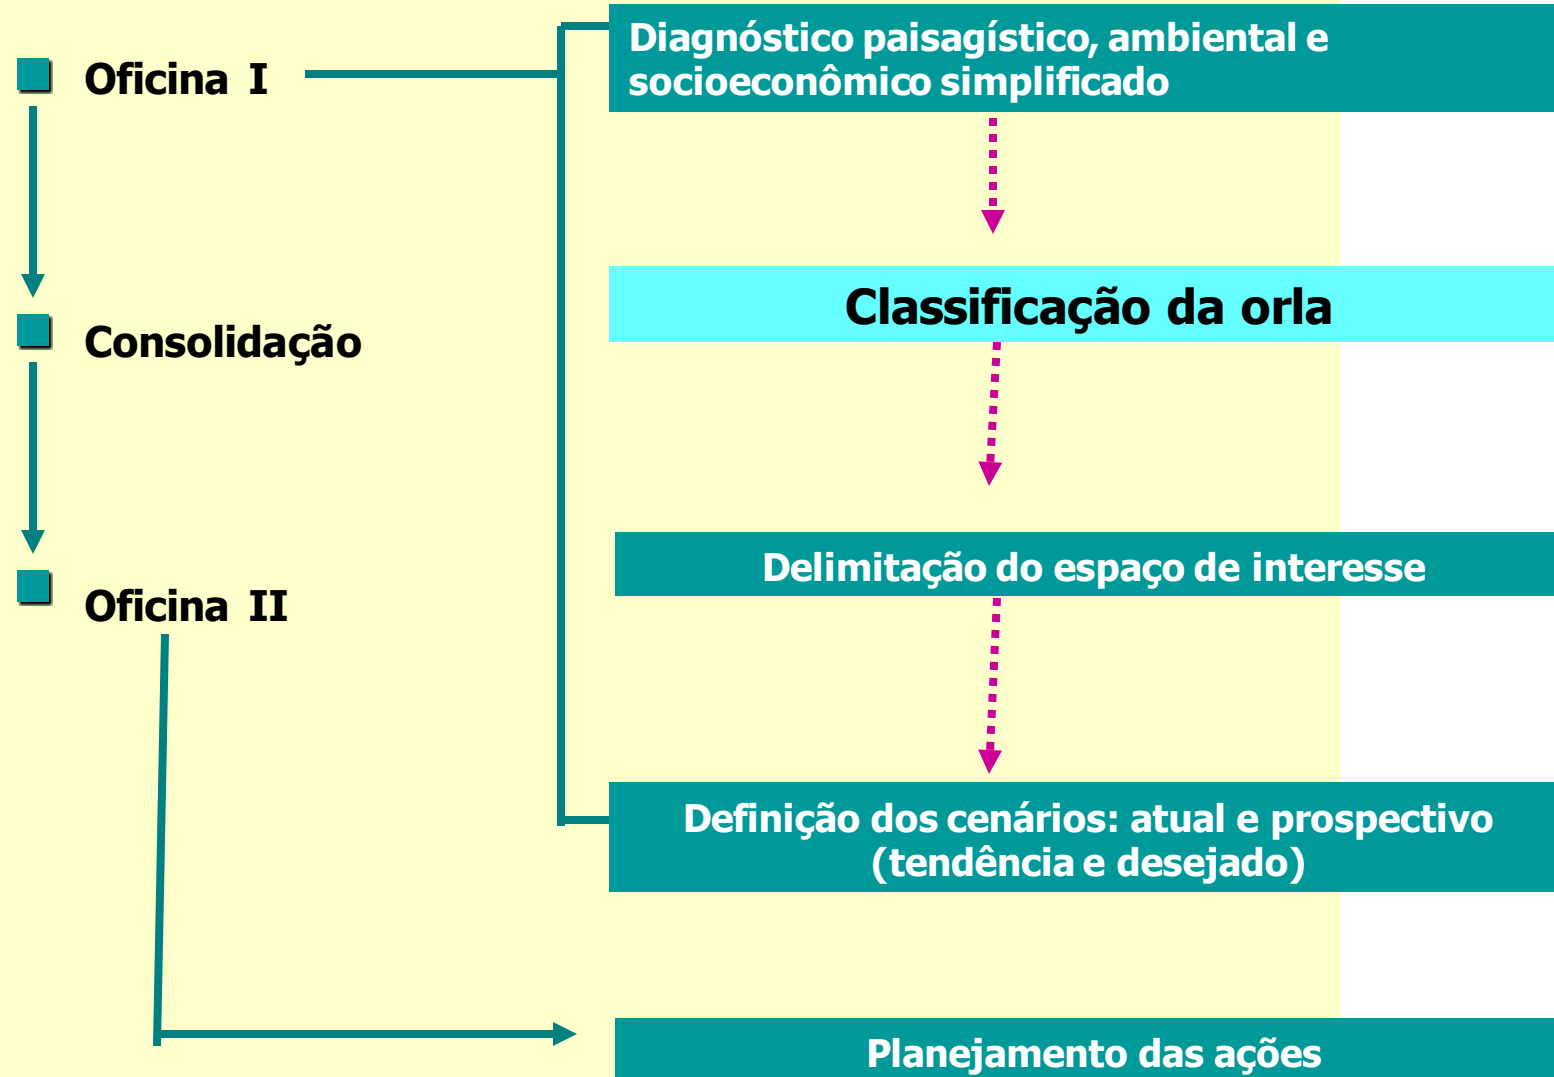 Oficina I
Consolidação
Oficina II
Diagnóstico paisagístico, ambiental e
socioeconômico simplificado
Classificação da orla
Delimitação do espaço de interesse
Definição dos cenários: atual e prospectivo
(tendência e desejado)
Planejamento das ações